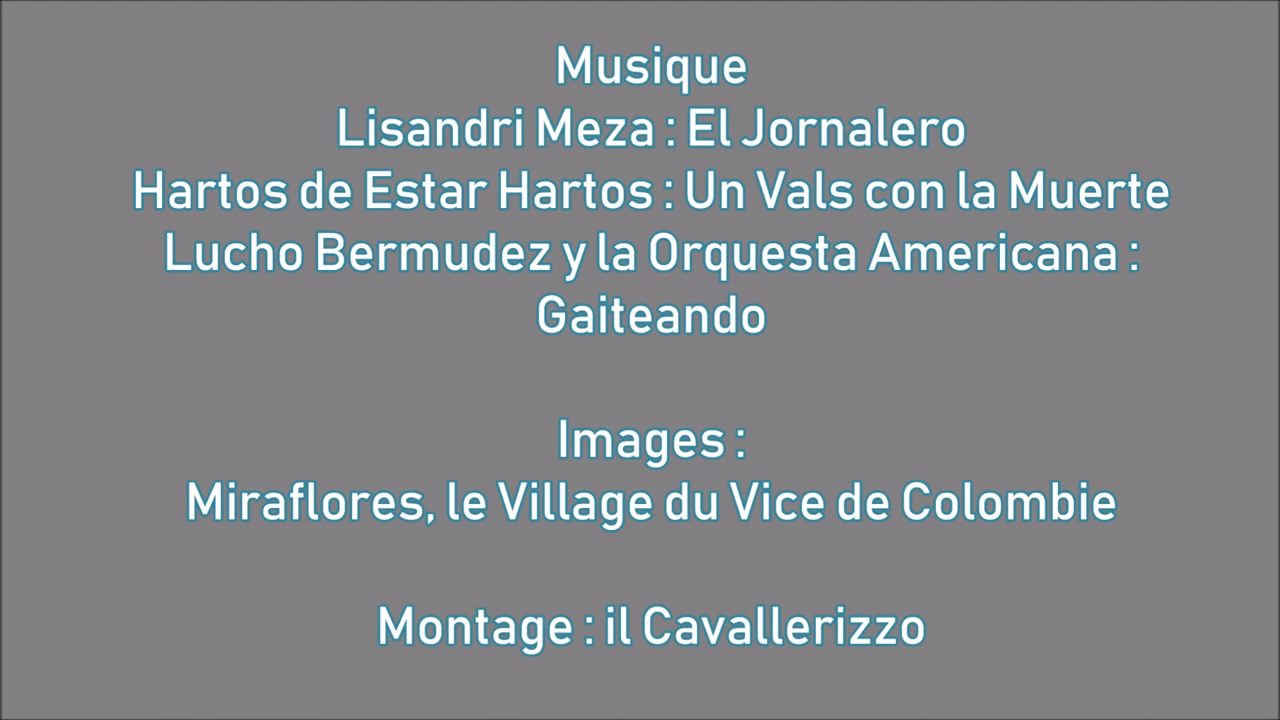 Musique
Lisandri Meza : El Jornalero
Hartos de Estar Hartos : Un Vals con la Muerte
Lucho Bermudez y la Orquesta Americana :
Gaiteando
Images :
Miraflores, le Village du Vice de Colombie
Montage : il Cavallerizzo